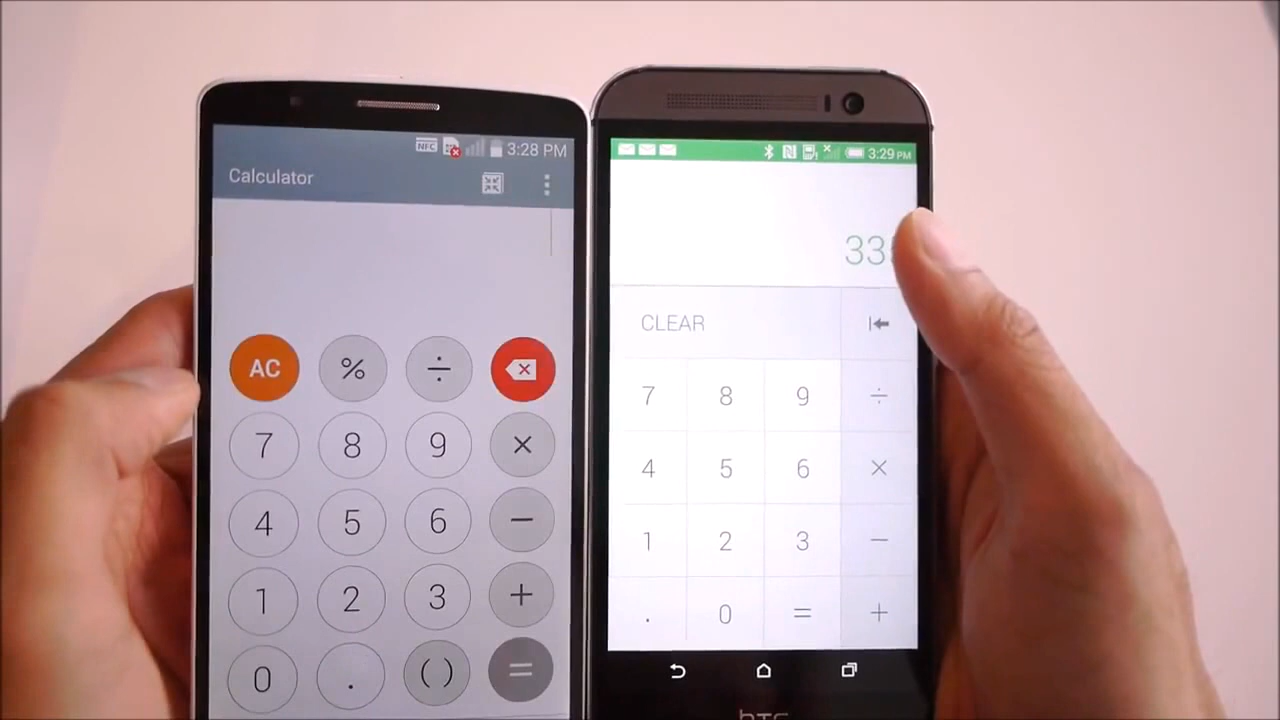 NFC 3:28 PM
Calculator
AC % ÷
7 8 9 ×
4 5 6 −
1 2 3 +
0 . ( ) =
3:29 PM
33
CLEAR
7 8 9 ÷
4 5 6 ×
1 2 3 −
. 0 = +
hTC